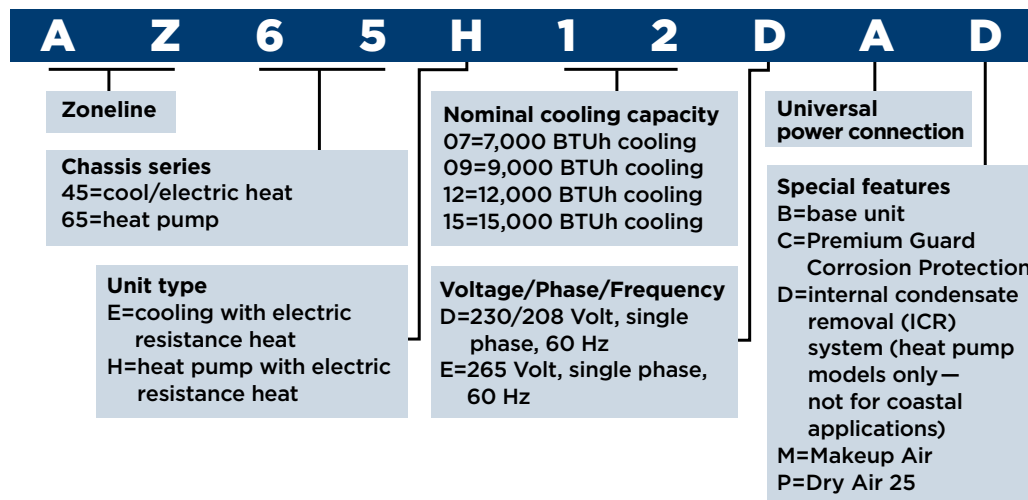 A Z 6 5 H 1 2 D A D
Zoneline
Chassis series
45=cool/electric heat
65=heat pump
Unit type
E=cooling with electric
resistance heat
H=heat pump with electric
resistance heat
Nominal cooling capacity
07=7,000 BTUh cooling
09=9,000 BTUh cooling
12=12,000 BTUh cooling
15=15,000 BTUh cooling
Voltage/Phase/Frequency
D=230/208 Volt, single
phase, 60 Hz
E=265 Volt, single phase,
60 Hz
Universal
power connection
Special features
B=base unit
C=Premium Guard
Corrosion Protection
D=internal condensate
removal (ICR)
system (heat pump
models only—
not for coastal
applications)
M=Makeup Air
P=Dry Air 25